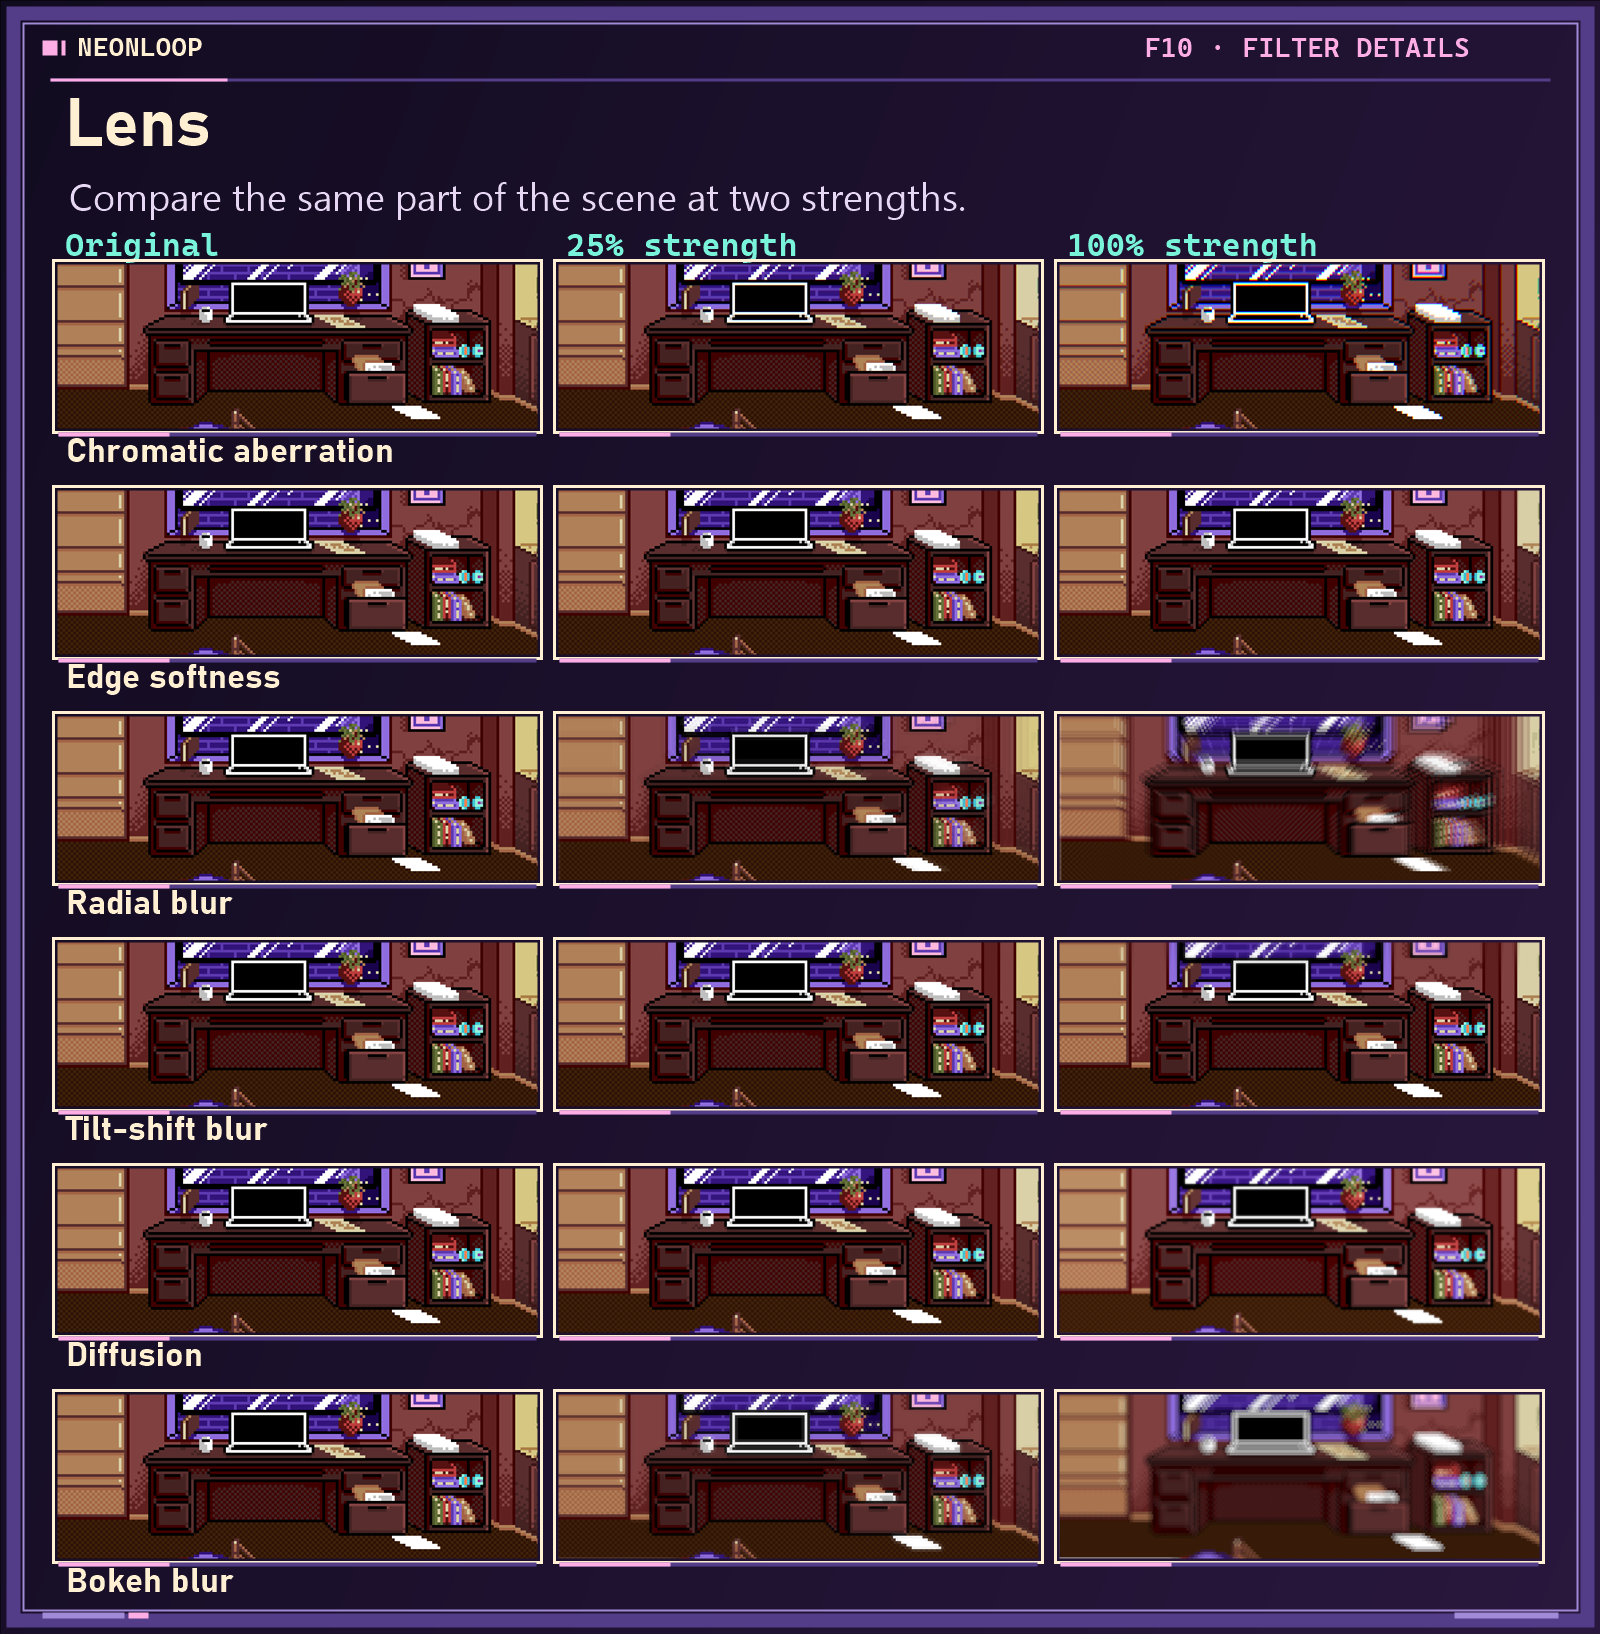 NEONLOOP
F10 · FILTER DETAILS
Lens
Compare the same part of the scene at two strengths.
Original
25% strength
100% strength
Chromatic aberration
Edge softness
Radial blur
Tilt-shift blur
Diffusion
Bokeh blur